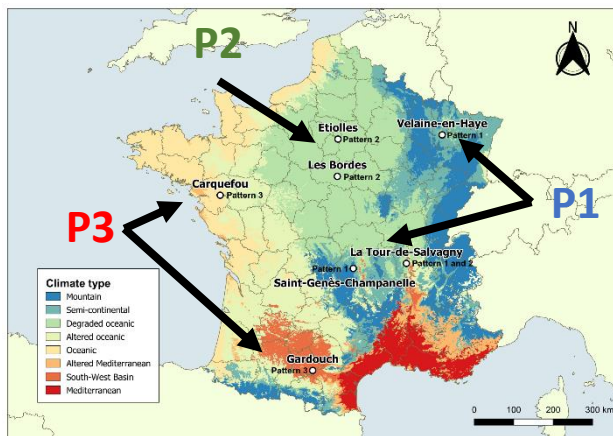 P2
N
Velaine-en-Haye
Pattern 1
Etiolles
Pattern 2
Les Bordes
Pattern 2
Carquefou
Pattern 3
P3
P1
La Tour-de-Salvagny
Pattern 1 and 2
Pattern 1
Saint-Genès-Champanelle
Climate type
Mountain
Semi-continental
Degraded oceanic
Altered oceanic
Oceanic
Altered Mediterranean
South-West Basin
Mediterranean
Gardouch
Pattern 3
0 100 200 300 km